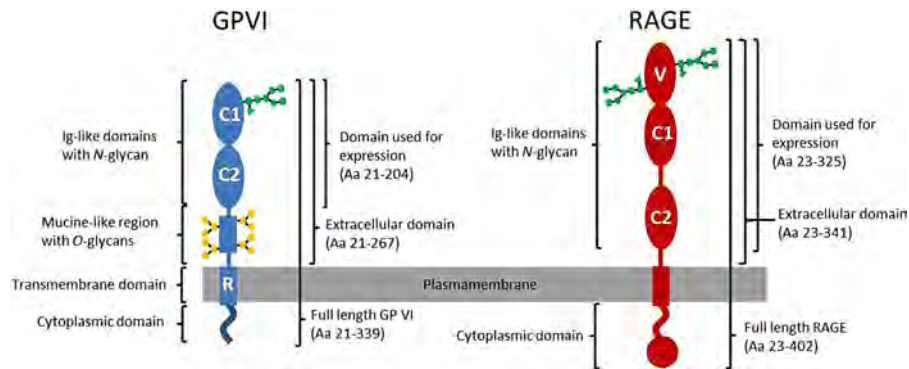 GPVI
RAGE
C1
C2
R
Ig-like domains
with N-glycan
Mucine-like region
with O-glycans
Transmembrane domain
Cytoplasmic domain
Domain used for
expression
(Aa 21-204)
Extracellular domain
(Aa 21-267)
Full length GP VI
(Aa 21-339)
Plasmamembrane
V
C1
C2
Ig-like domains
with N-glycan
Cytoplasmic domain
Domain used for
expression
(Aa 23-325)
Extracellular domain
(Aa 23-341)
Full length RAGE
(Aa 23-402)